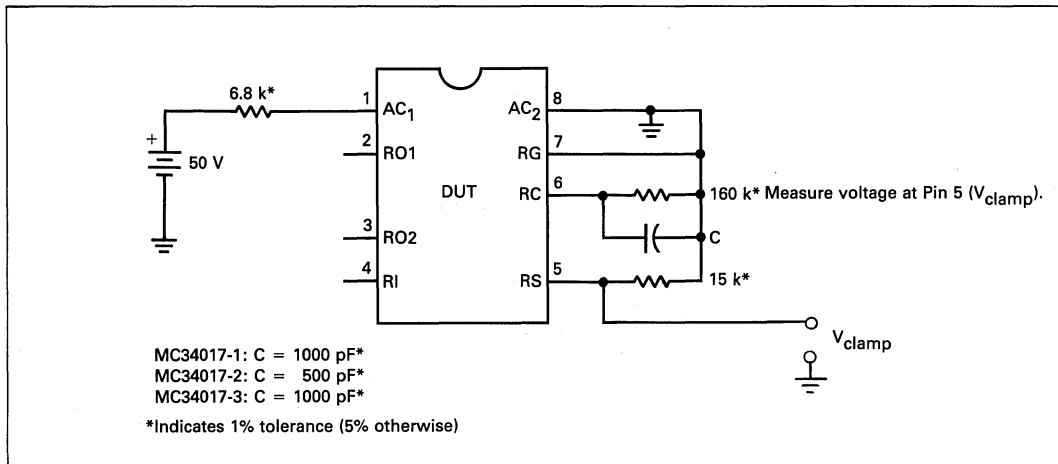 6.8 k*
1
AC1
AC2
8
+
50 V
2
RO1
RG
7
DUT
RC
6
160 k* Measure voltage at Pin 5 (Vclamp).
3
RO2
C
4
RI
RS
5
15 k*
Vclamp
MC34017-1: C = 1000 pF*
MC34017-2: C = 500 pF*
MC34017-3: C = 1000 pF*
*Indicates 1% tolerance (5% otherwise)